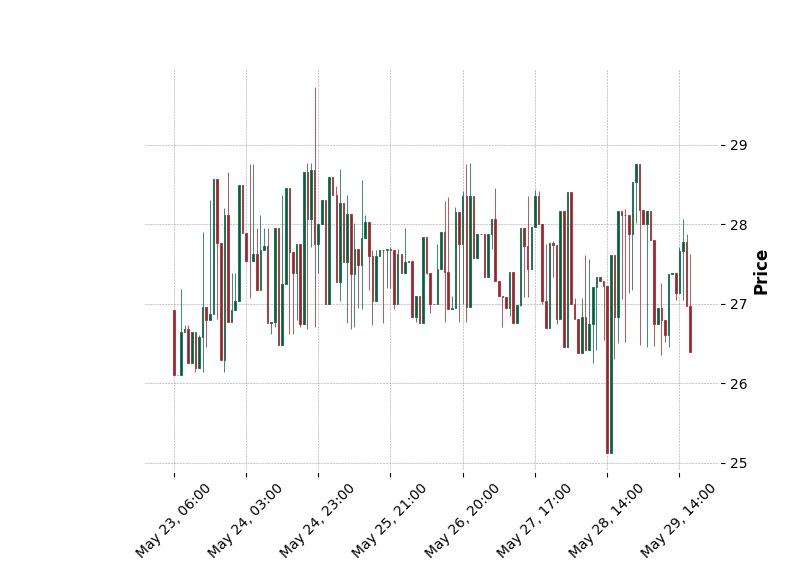 29
28
27
26
25
Price
May 23, 06:00
May 24, 03:00
May 24, 23:00
May 25, 21:00
May 26, 20:00
May 27, 17:00
May 28, 14:00
May 29, 14:00